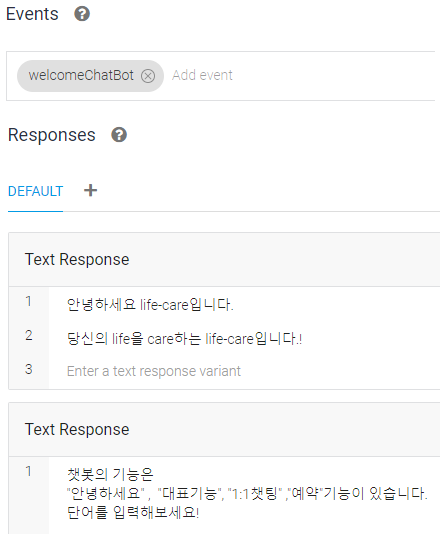 Events
welcomeChatBot Add event
Responses
DEFAULT
Text Response
1 안녕하세요 life-care입니다.
2 당신의 life을 care하는 life-care입니다.!
3 Enter a text response variant
Text Response
1 챗봇의 기능은
"안녕하세요" , "대표기능", "1:1챗팅" ,"예약"기능이 있습니다.
단어를 입력해보세요!